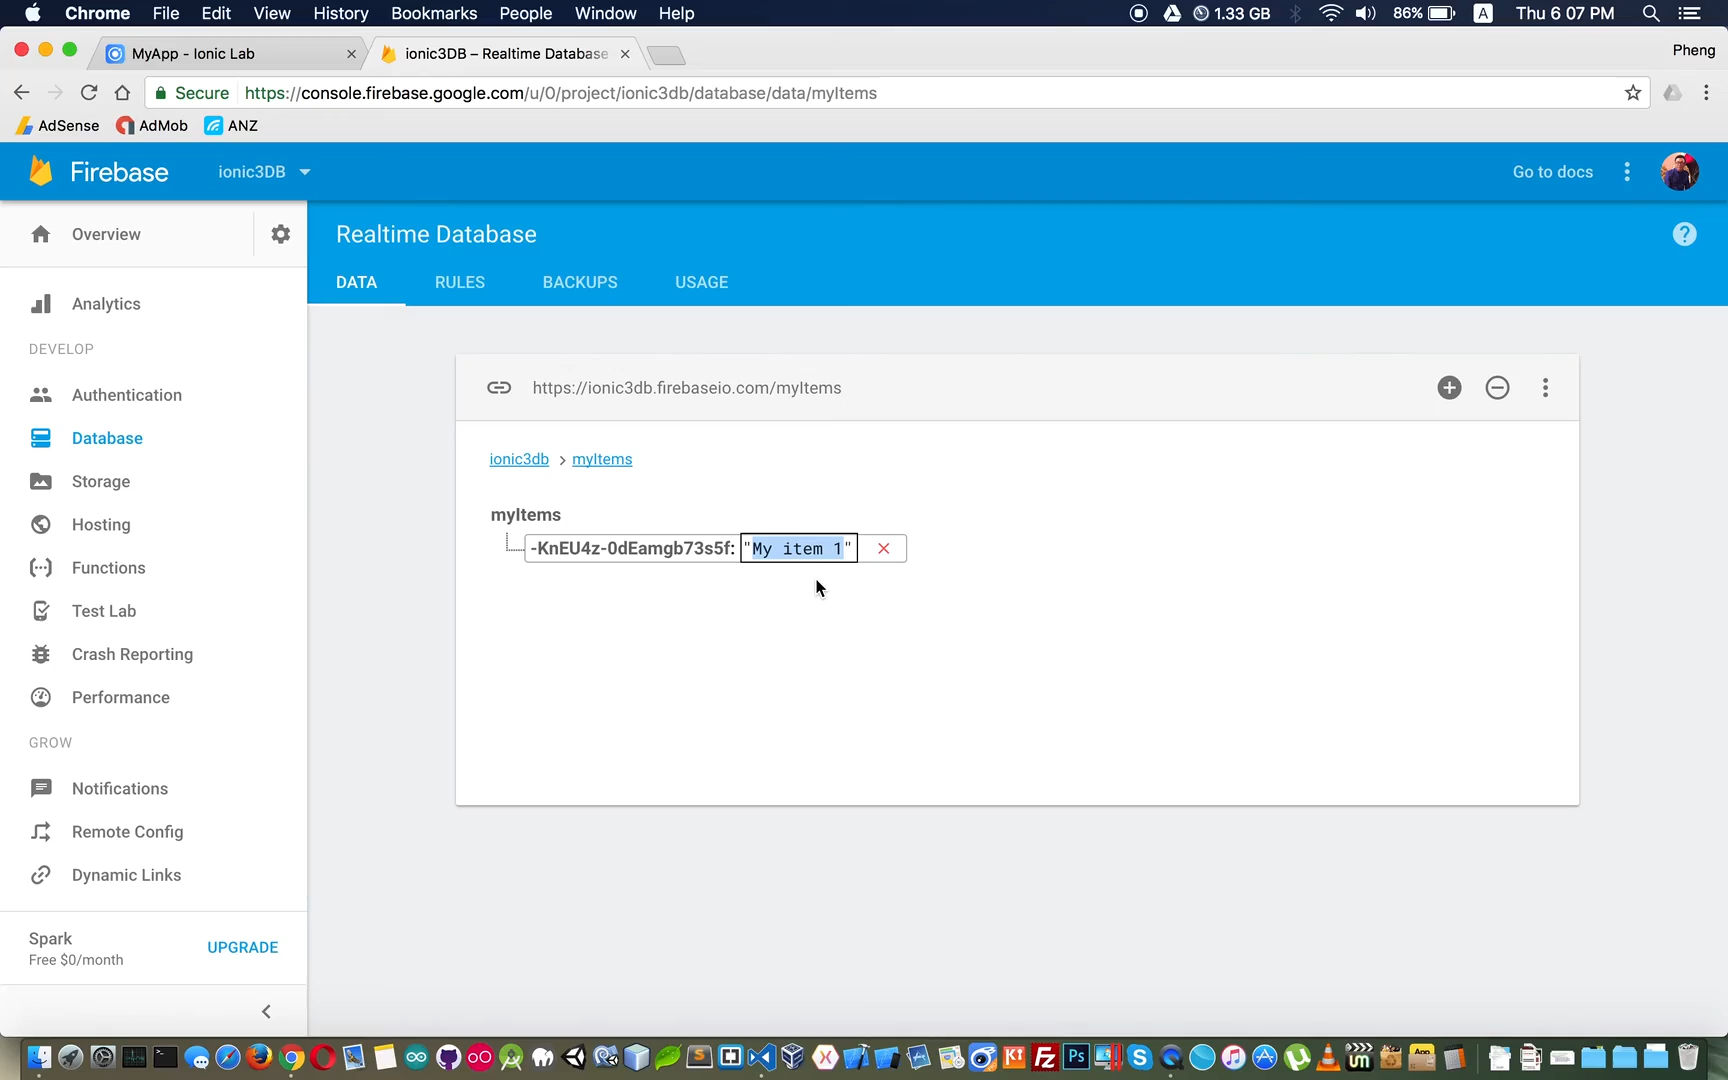 Chrome File Edit View History Bookmarks People Window Help 1.33 GB 86% A Thu 6 07 PM
MyApp - Ionic Lab ionic3DB – Realtime Database Pheng
Secure https://console.firebase.google.com/u/0/project/ionic3db/database/data/myItems
AdSense AdMob ANZ
Firebase ionic3DB Go to docs
Overview Realtime Database ?
DATA RULES BACKUPS USAGE
Analytics
DEVELOP
Authentication
Database
Storage
Hosting
Functions
Test Lab
Crash Reporting
Performance
GROW
Notifications
Remote Config
Dynamic Links
Spark
Free $0/month
UPGRADE
https://ionic3db.firebaseio.com/myItems
ionic3db > myItems
myItems
-KnEU4z-0dEamgb73s5f: "My item 1"